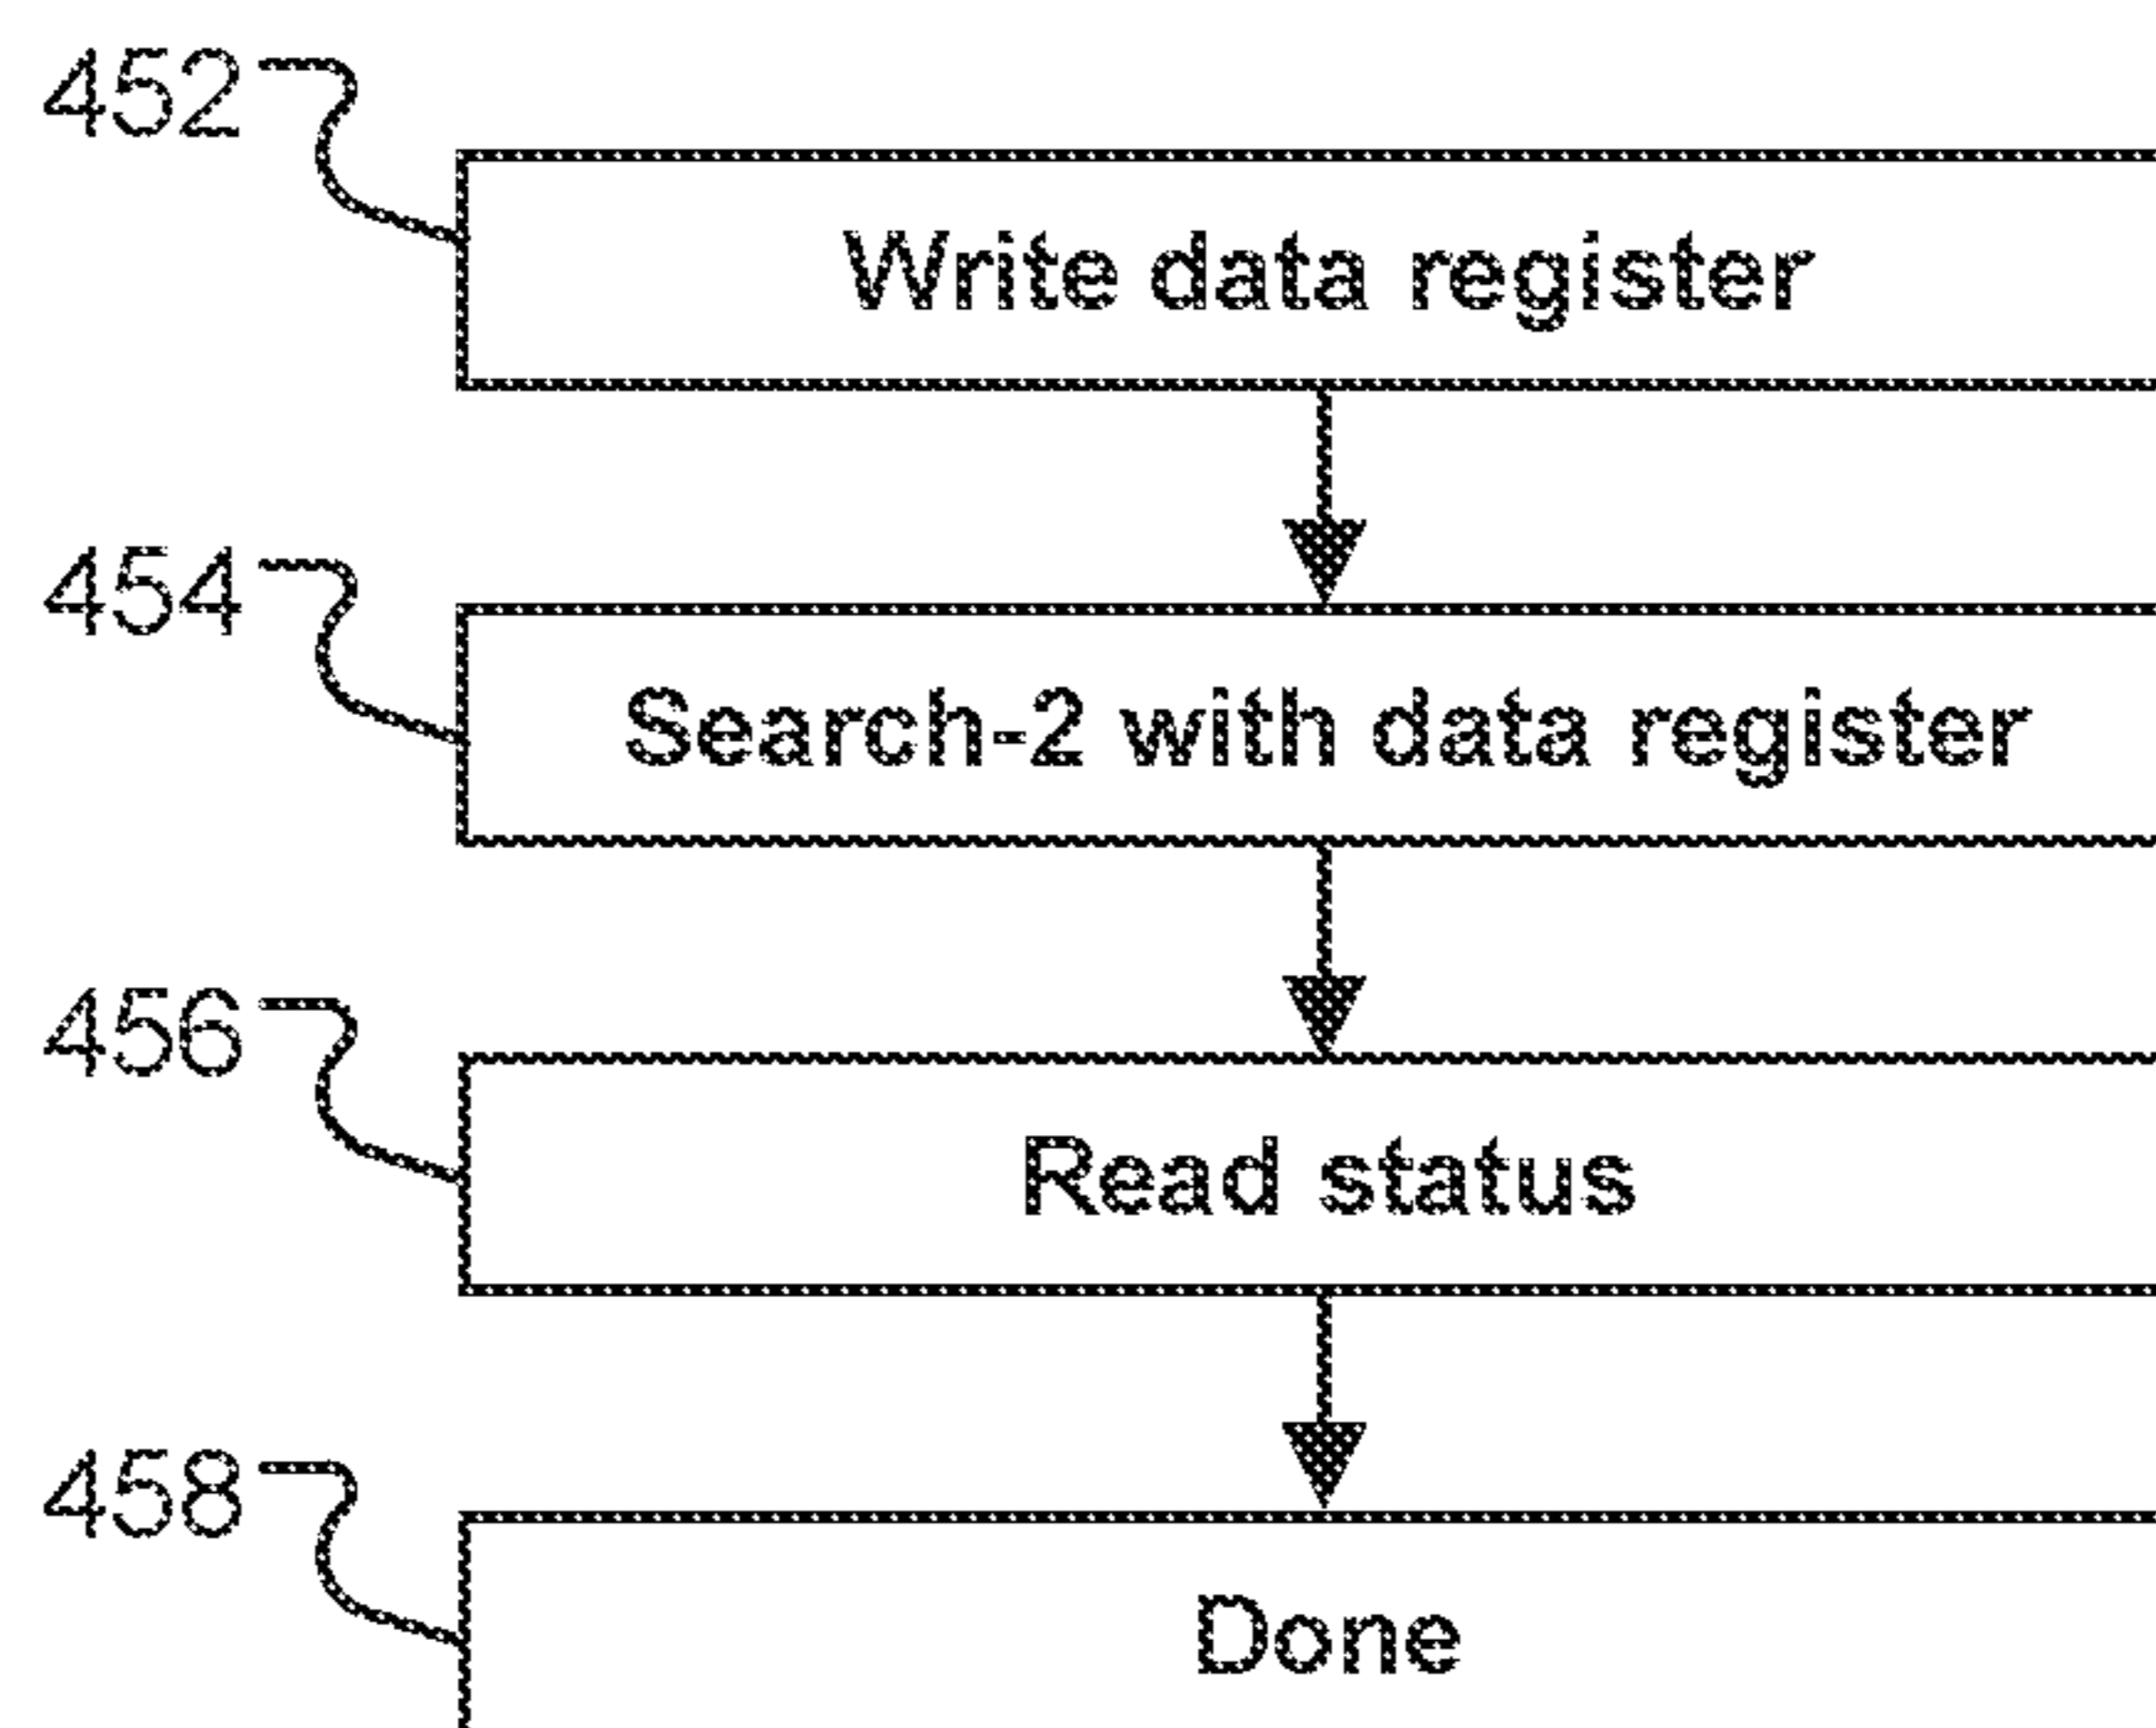 452
Write data register
454
Search-2 with data register
456
Read status
458
Done